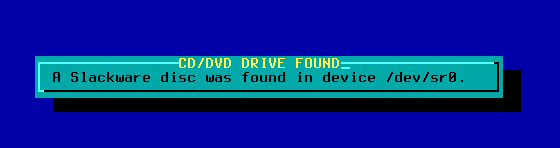 CD/DVD DRIVE FOUND
A Slackware disc was found in device /dev/sr0.